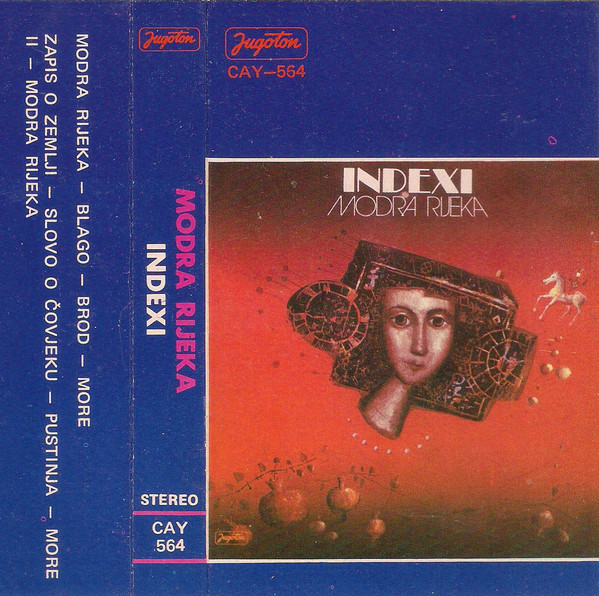 MODRA RIJEKA — BLAGO — BROD — MORE
ZAPIS O ZEMLJI — SLOVO O ČOVJEKU — PUSTINJA — MORE
II — MODRA RIJEKA
Jugoton
MODRA RIJEKA
INDEXI
STEREO
CAY
564
Jugoton
CAY—564
INDEXI
MODRA RIJEKA
Jugoton